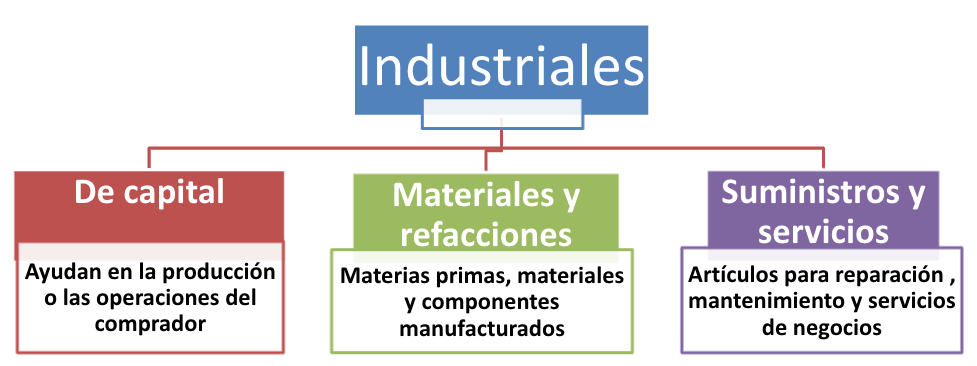 Industriales
De capital
Ayudan en la producción
o las operaciones del
comprador
Materiales y
refacciones
Materias primas, materiales
y componentes
manufacturados
Suministros y
servicios
Artículos para reparación ,
mantenimiento y servicios
de negocios